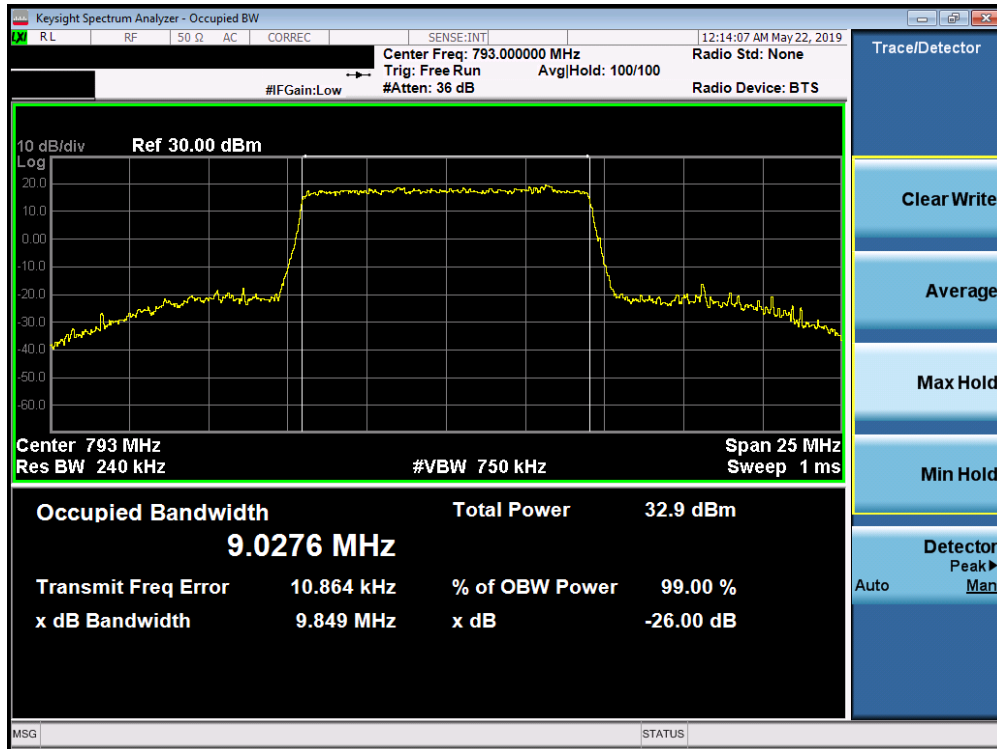 Keysight Spectrum Analyzer - Occupied BW
LXI RL RF 50 Ω AC CORREC SENSE:INT 12:14:07 AM May 22, 2019
Center Freq: 793.000000 MHz Radio Std: None
Trig: Free Run Avg|Hold: 100/100
#IFGain:Low #Atten: 36 dB Radio Device: BTS
10 dB/div Ref 30.00 dBm
Log
20.0
10.0
0.00
-10.0
-20.0
-30.0
-40.0
-50.0
-60.0
Center 793 MHz Span 25 MHz
Res BW 240 kHz #VBW 750 kHz Sweep 1 ms
Occupied Bandwidth Total Power 32.9 dBm
9.0276 MHz
Transmit Freq Error 10.864 kHz % of OBW Power 99.00 %
x dB Bandwidth 9.849 MHz x dB -26.00 dB
MSG STATUS
Trace/Detector
Clear Write
Average
Max Hold
Min Hold
Detector
Peak▶
Auto Man